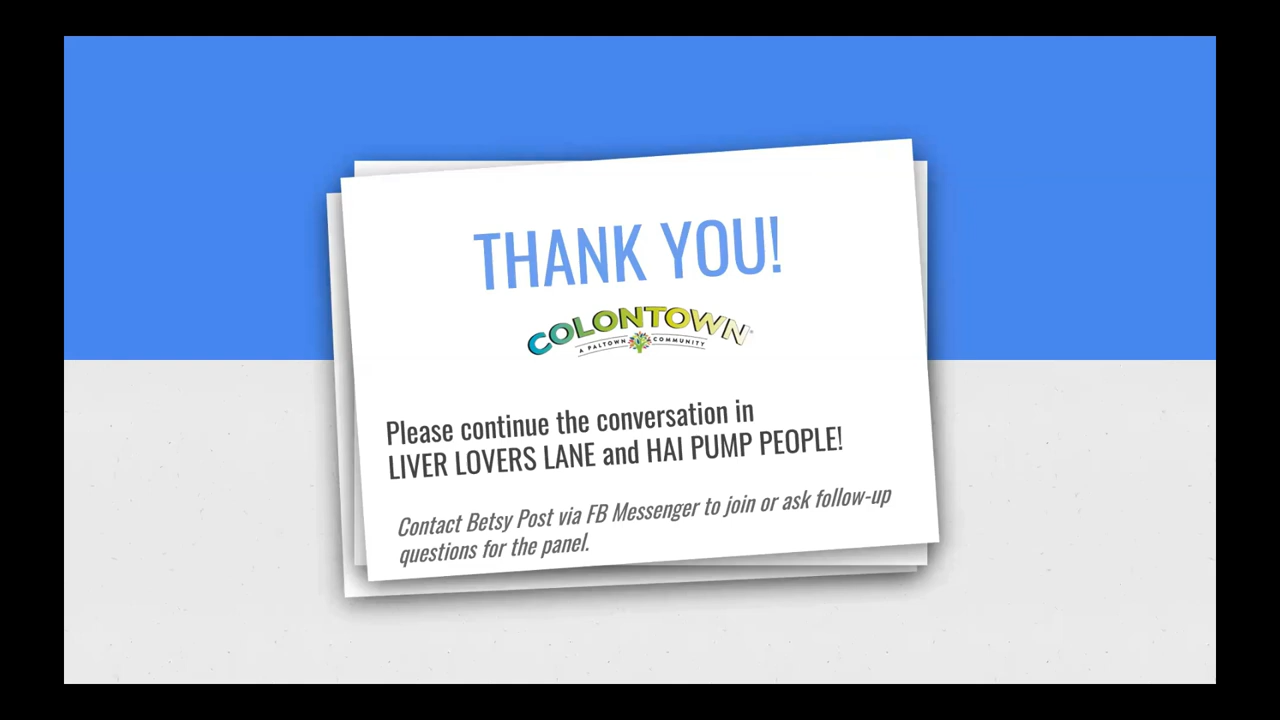 THANK YOU!
COLONTOWN
A PALTOWN COMMUNITY
Please continue the conversation in
LIVER LOVERS LANE and HAI PUMP PEOPLE!
Contact Betsy Post via FB Messenger to join or ask follow-up
questions for the panel.